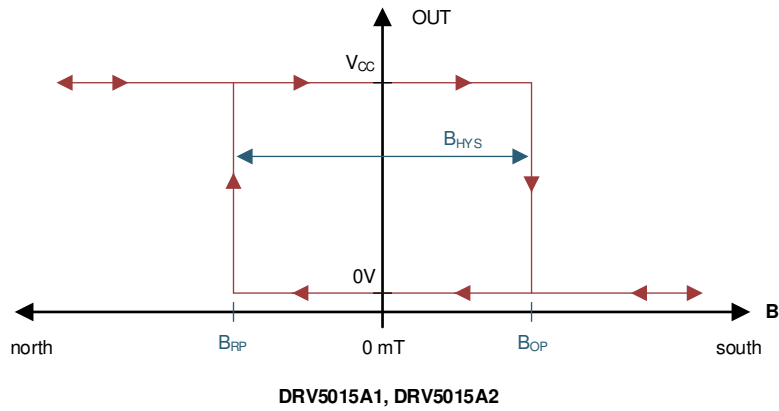 OUT
VCC
BHYS
0V
B
north
BRP
0 mT
BOP
south
DRV5015A1, DRV5015A2